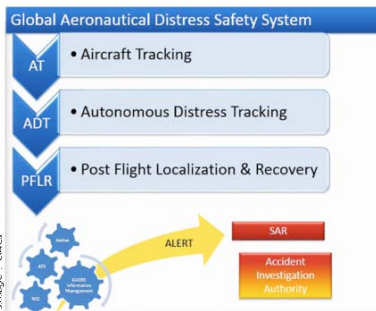 Global Aeronautical Distress Safety System
AT
• Aircraft Tracking
ADT
• Autonomous Distress Tracking
PFLR
• Post Flight Localization & Recovery
ALERT
SAR
Accident
Investigation
Authority
Airline
ATS
RCC
Information
Management